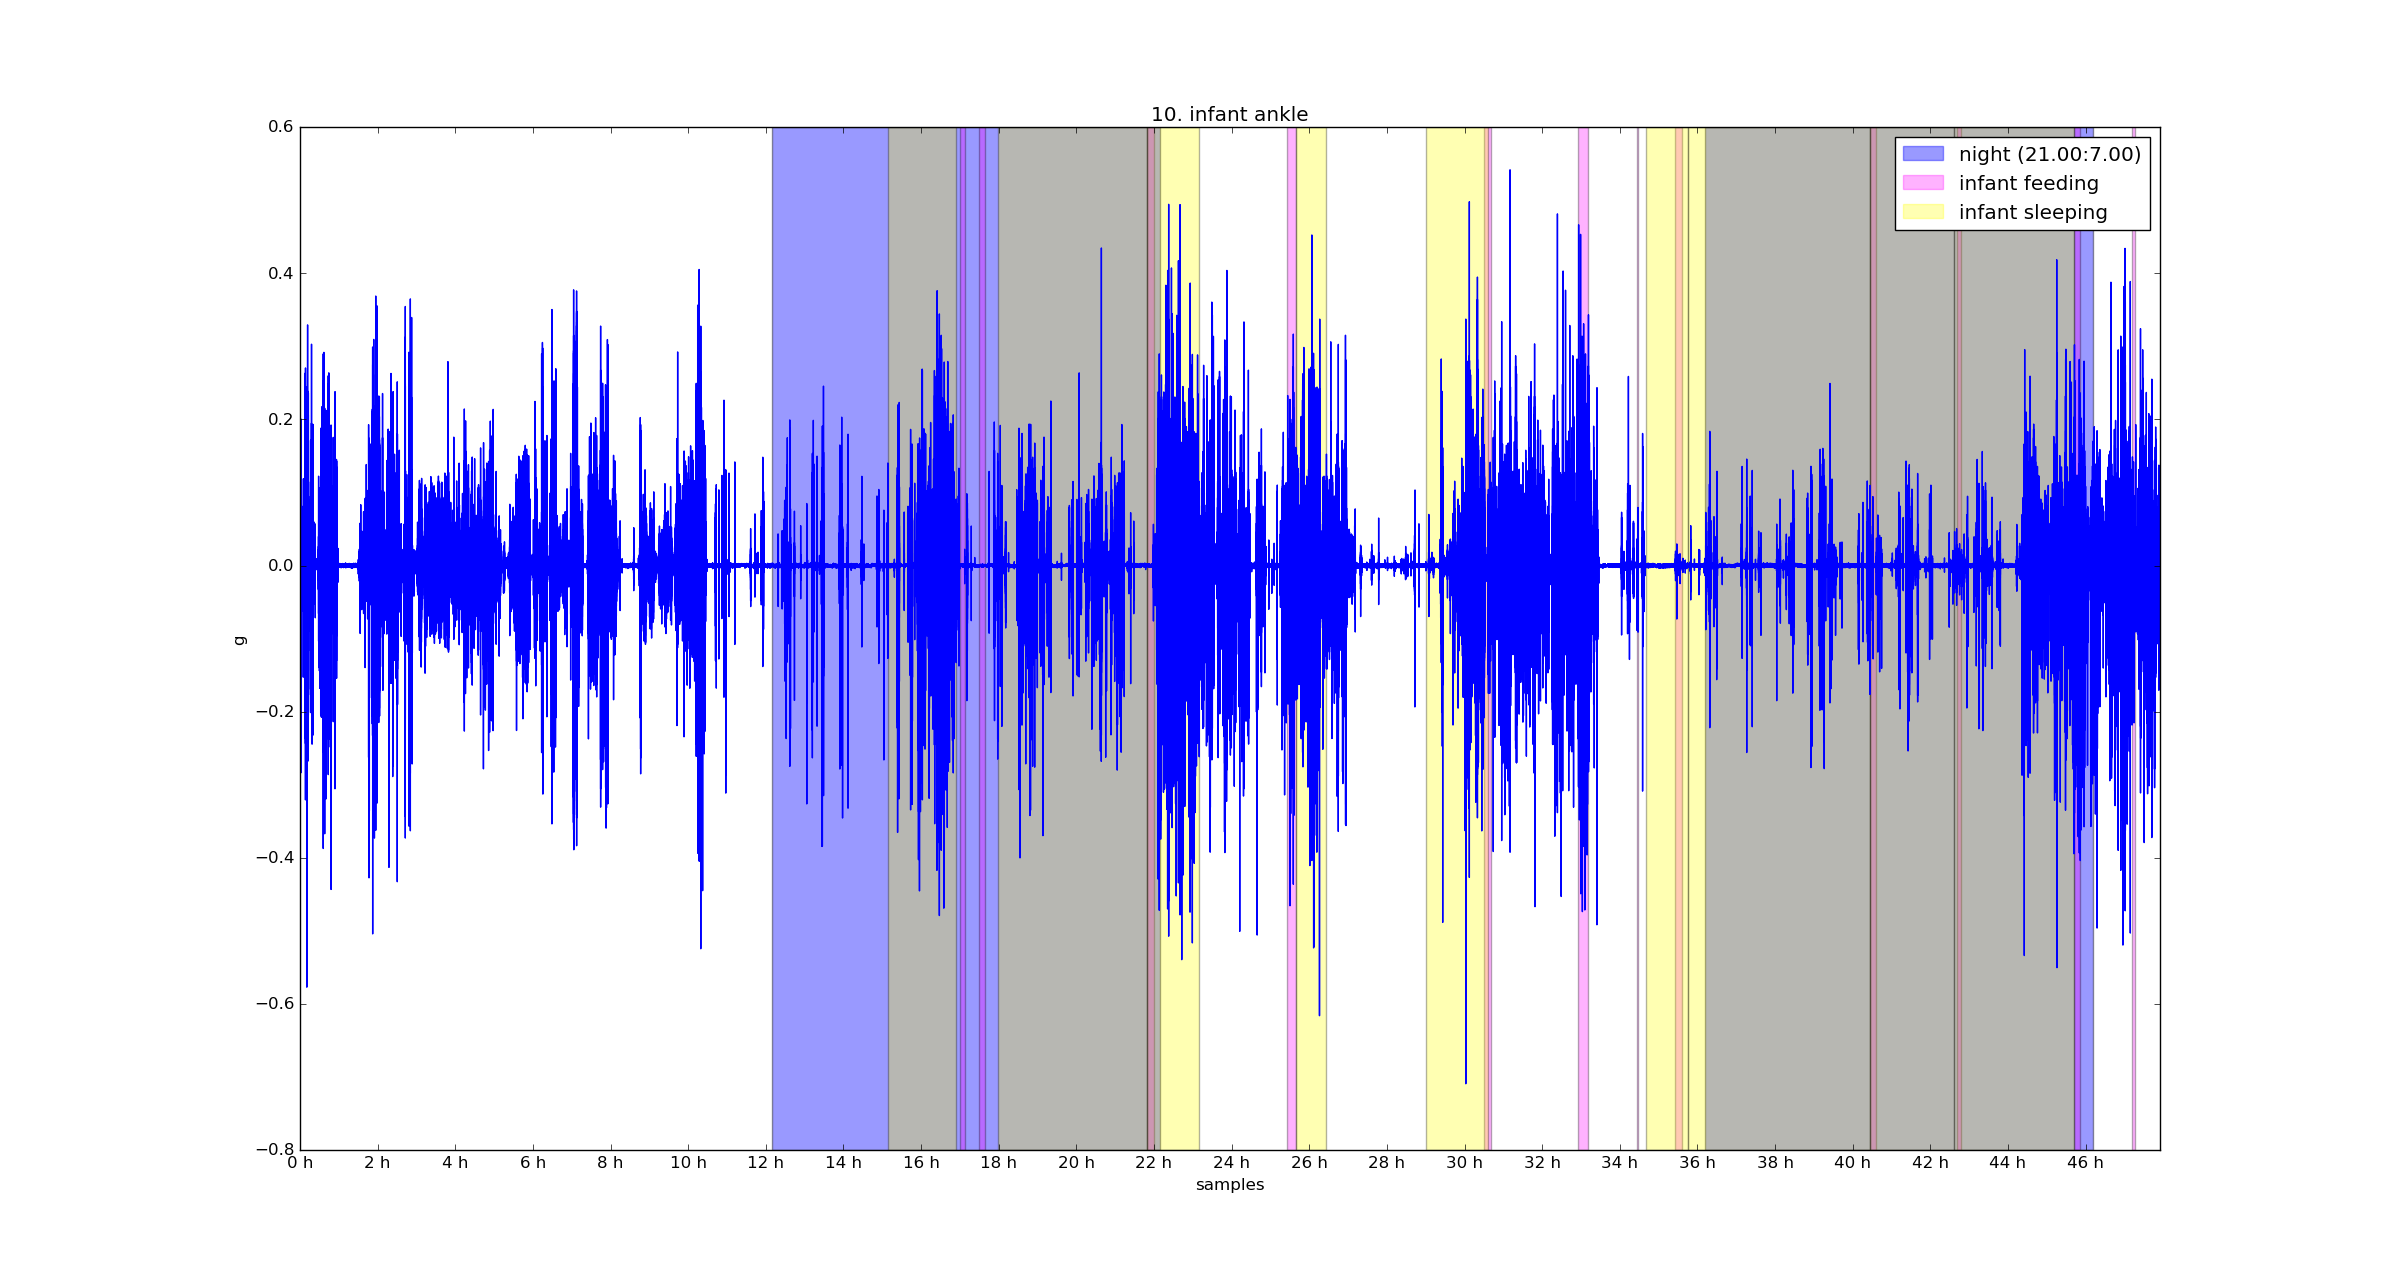 10. infant ankle
0.6
0.4
0.2
0.0
−0.2
−0.4
−0.6
−0.8
g
night (21.00:7.00)
infant feeding
infant sleeping
0 h 2 h 4 h 6 h 8 h 10 h 12 h 14 h 16 h 18 h 20 h 22 h 24 h 26 h 28 h 30 h 32 h 34 h 36 h 38 h 40 h 42 h 44 h 46 h
samples